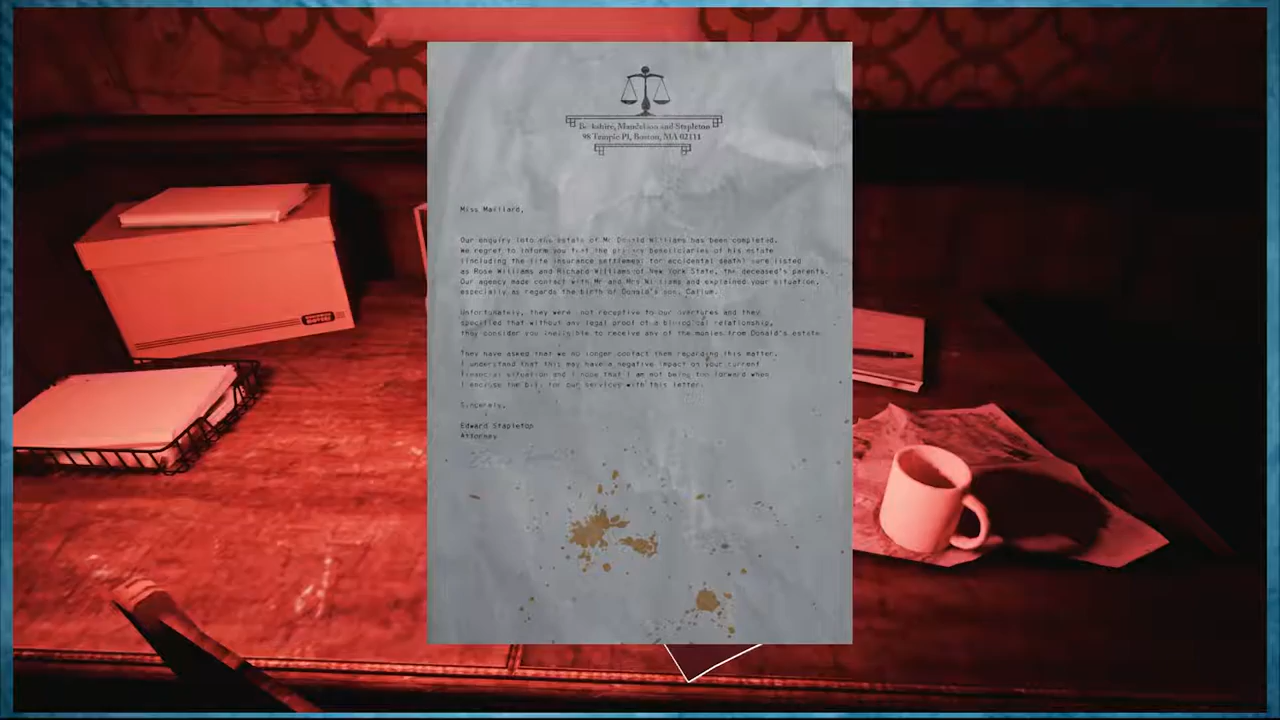 Berkshire, Mandelson and Stapleton
98 Temple Pl, Boston, MA 02111
Miss Maillard,
Our enquiry into the estate of Mr Donald Williams has been completed.
We regret to inform you that the primary beneficiaries of his estate
(including the life insurance settlement for accidental death) were listed
as Rose Williams and Richard Williams of New York State, the deceased's parents.
Our agency made contact with Mr and Mrs Williams and explained your situation,
especially as regards the birth of Donald's son, Callum.
Unfortunately, they were not receptive to our overtures and they
specified that without any legal proof of a biological relationship,
they consider you ineligible to receive any of the monies from Donald's estate.
They have asked that we no longer contact them regarding this matter.
I understand that this may have a negative impact on your current
financial situation and I hope that I am not being too forward when
I enclose the bill for our services with this letter.
Sincerely,
Edward Stapleton
Attorney